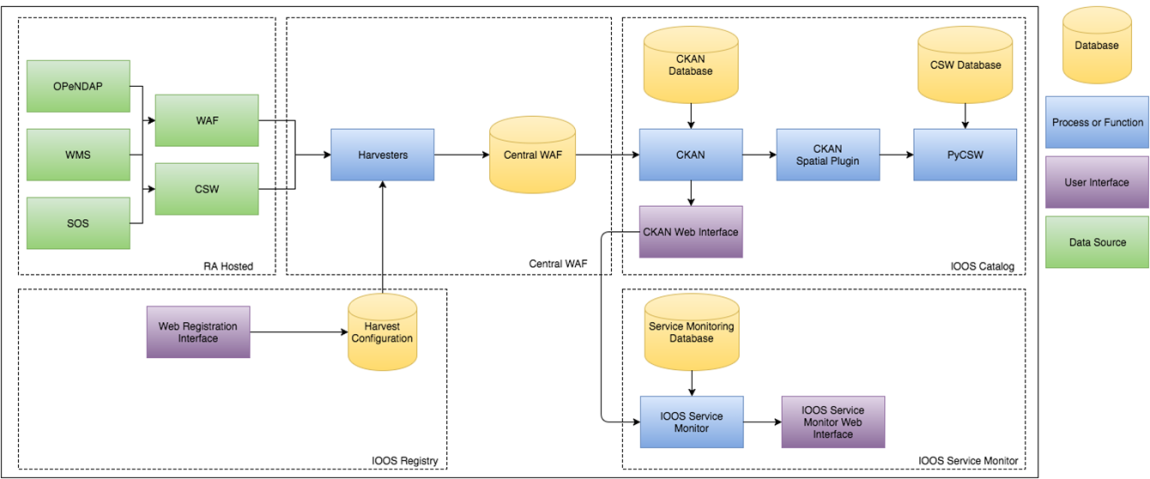 OPeNDAP
WMS
SOS
WAF
CSW
RA Hosted
Harvesters
Central WAF
Central WAF
CKAN
Database
CSW Database
CKAN
CKAN
Spatial Plugin
PyCSW
CKAN Web Interface
IOOS Catalog
Web Registration
Interface
Harvest
Configuration
IOOS Registry
Service Monitoring
Database
IOOS Service
Monitor
IOOS Service
Monitor Web
Interface
IOOS Service Monitor
Database
Process or Function
User Interface
Data Source